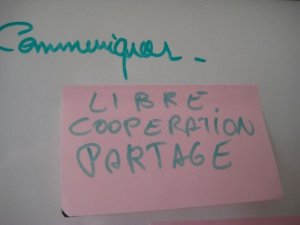 Communiquer.
LIBRE
COOPERATION
PARTAGE